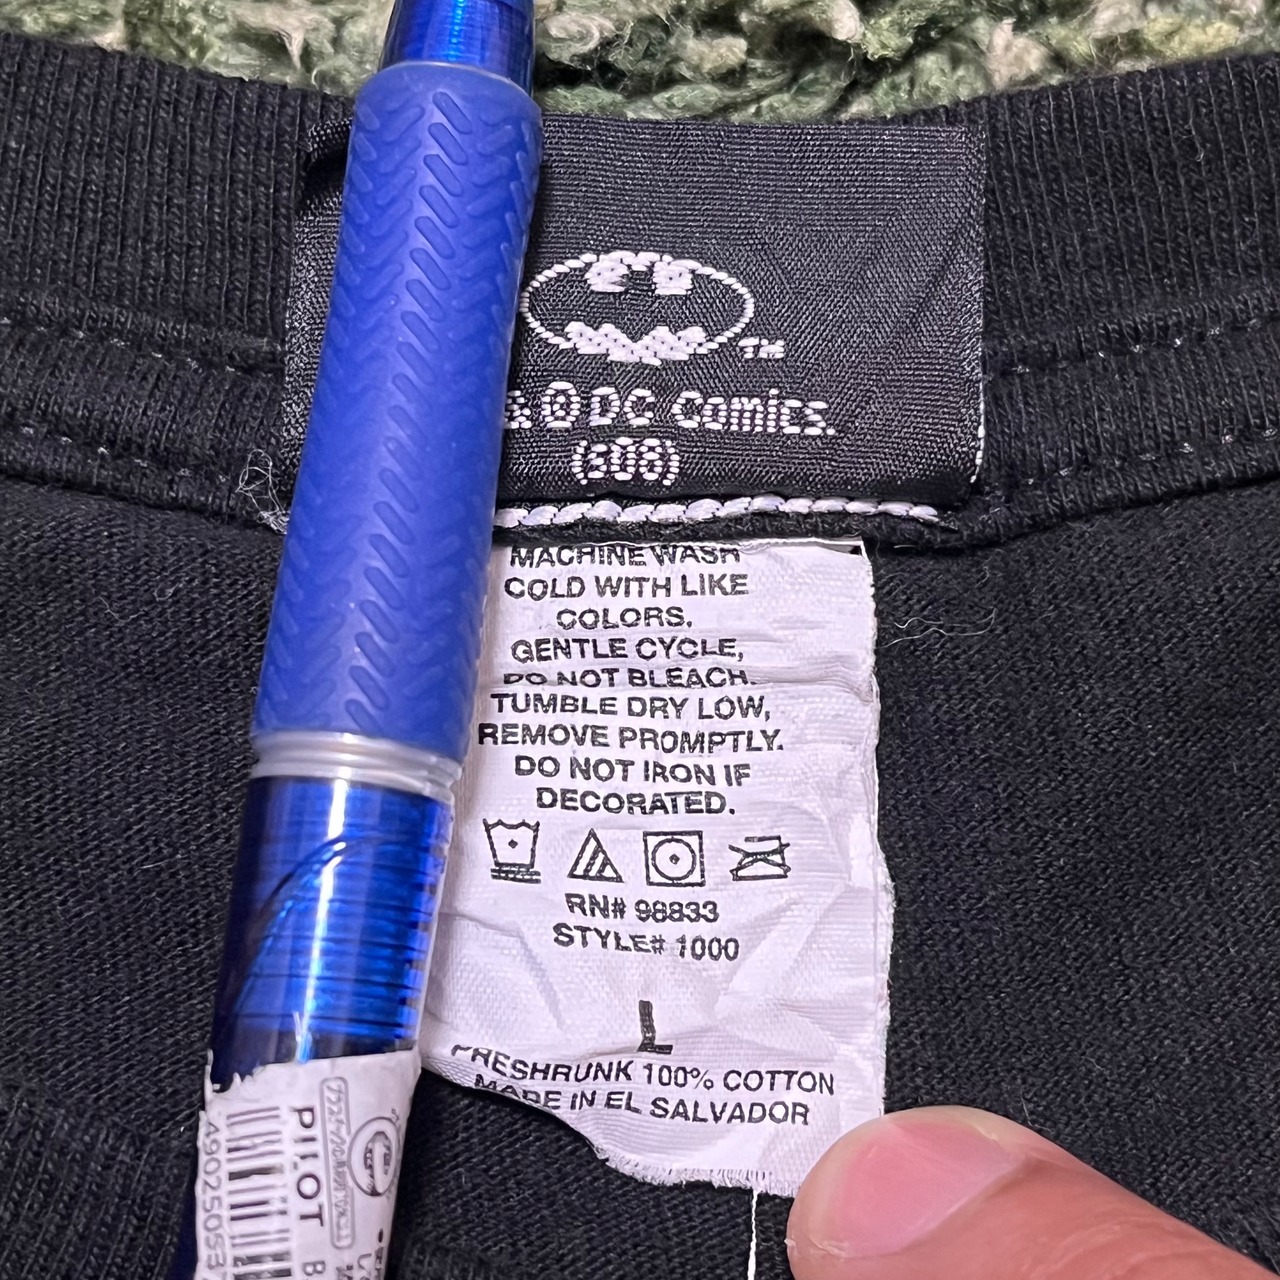 TM
& © DC Comics.
(s08)
MACHINE WASH
COLD WITH LIKE
COLORS.
GENTLE CYCLE,
DO NOT BLEACH.
TUMBLE DRY LOW,
REMOVE PROMPTLY.
DO NOT IRON IF
DECORATED.
RN# 98833
STYLE# 1000
L
PRESHRUNK 100% COTTON
MADE IN EL SALVADOR
PILOT B
490250537